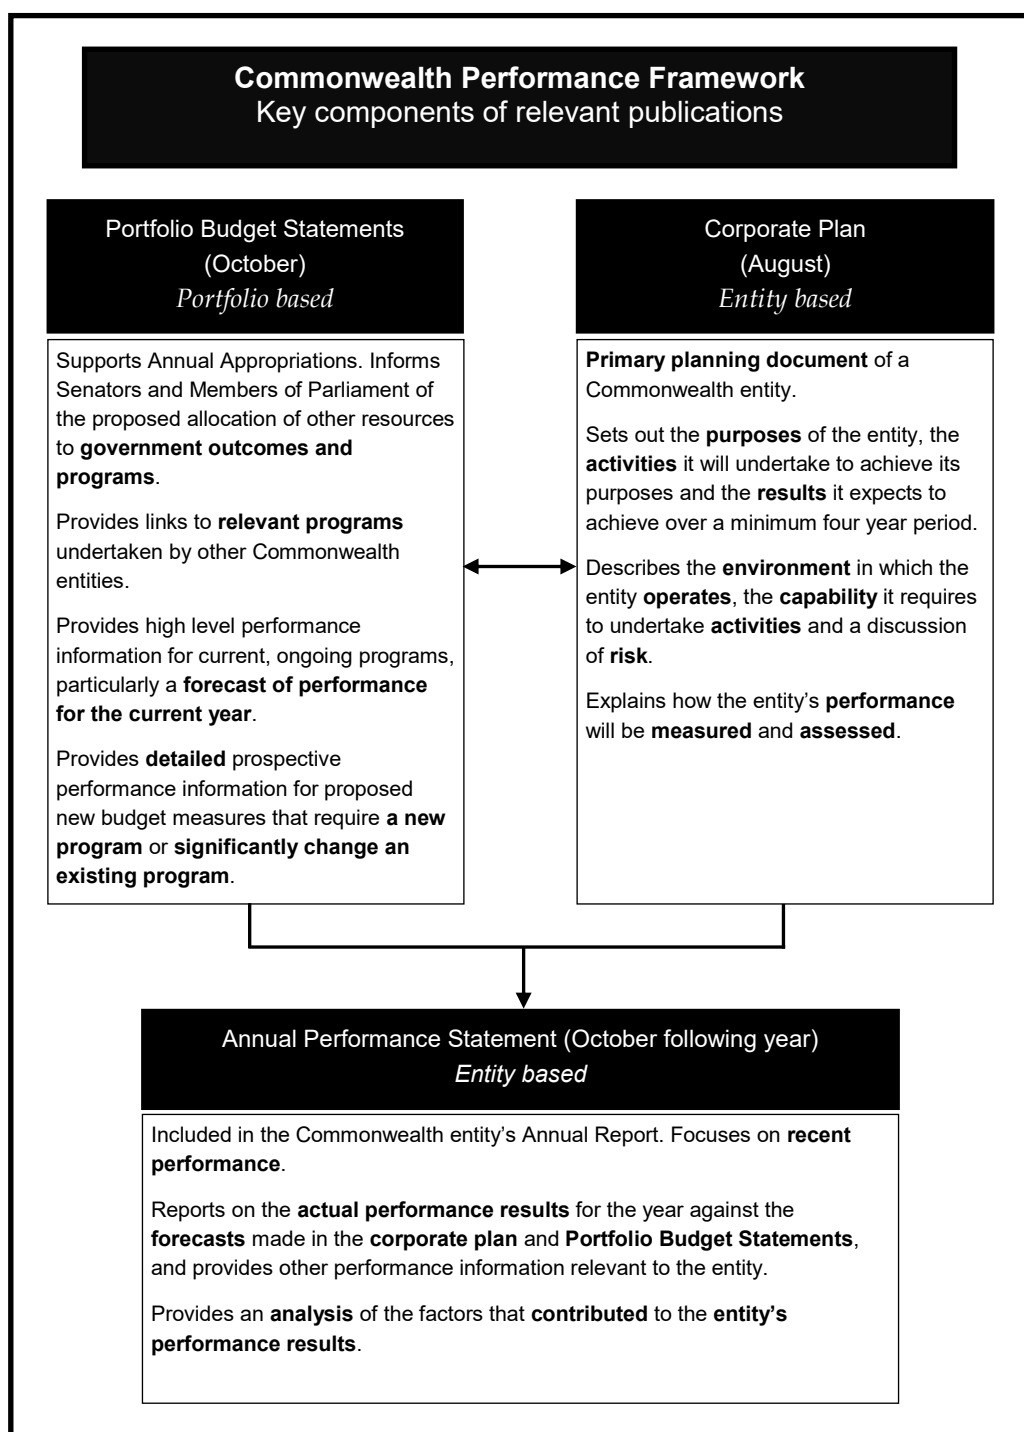 Commonwealth Performance Framework
Key components of relevant publications
Portfolio Budget Statements
(October)
Portfolio based
Supports Annual Appropriations. Informs
Senators and Members of Parliament of
the proposed allocation of other resources
to government outcomes and
programs.
Provides links to relevant programs
undertaken by other Commonwealth
entities.
Provides high level performance
information for current, ongoing programs,
particularly a forecast of performance
for the current year.
Provides detailed prospective
performance information for proposed
new budget measures that require a new
program or significantly change an
existing program.
Corporate Plan
(August)
Entity based
Primary planning document of a
Commonwealth entity.
Sets out the purposes of the entity, the
activities it will undertake to achieve its
purposes and the results it expects to
achieve over a minimum four year period.
Describes the environment in which the
entity operates, the capability it requires
to undertake activities and a discussion
of risk.
Explains how the entity’s performance
will be measured and assessed.
Annual Performance Statement (October following year)
Entity based
Included in the Commonwealth entity’s Annual Report. Focuses on recent
performance.
Reports on the actual performance results for the year against the
forecasts made in the corporate plan and Portfolio Budget Statements,
and provides other performance information relevant to the entity.
Provides an analysis of the factors that contributed to the entity’s
performance results.